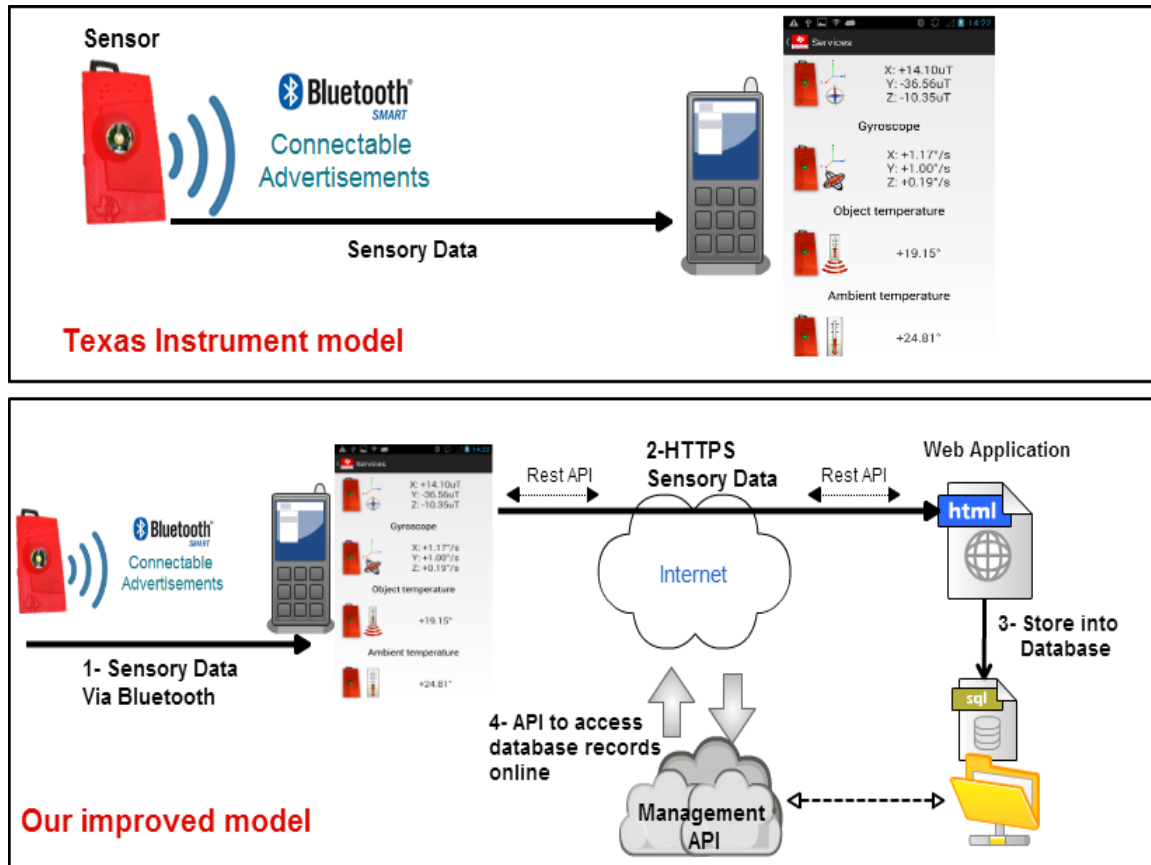 Sensor
Bluetooth®
SMART
Connectable
Advertisements
Sensory Data
Texas Instrument model
14:22
Services
X: +14.10uT
Y: -36.56uT
Z: -10.35uT
Gyroscope
X: +1.17°/s
Y: +1.00°/s
Z: +0.19°/s
Object temperature
+19.15°
Ambient temperature
+24.81°
Bluetooth®
SMART
Connectable
Advertisements
1- Sensory Data
Via Bluetooth
14:22
Services
X: +14.10uT
Y: -36.56uT
Z: -10.35uT
Gyroscope
X: +1.17°/s
Y: +1.00°/s
Z: +0.19°/s
Object temperature
+19.15°
Ambient temperature
+24.81°
Rest API
2-HTTPS
Sensory Data
Rest API
Internet
Web Application
html
3- Store into
Database
sql
4- API to access
database records
online
Management
API
Our improved model